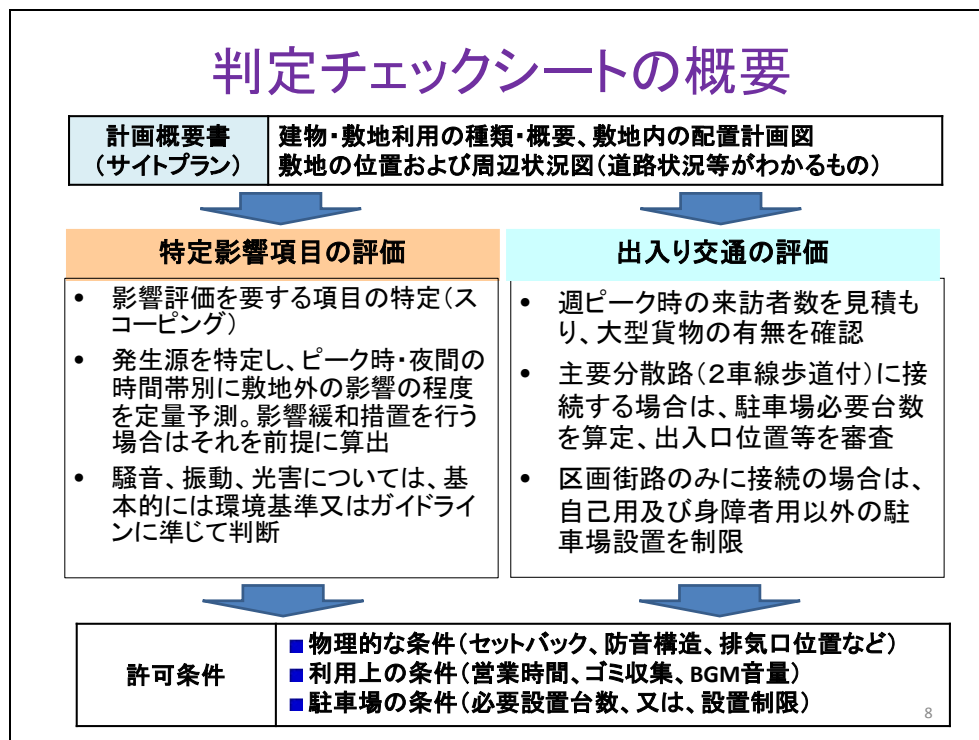 判定チェックシートの概要
計画概要書
（サイトプラン）
建物・敷地利用の種類・概要、敷地内の配置計画図
敷地の位置および周辺状況図（道路状況等がわかるもの）
特定影響項目の評価
• 影響評価を要する項目の特定（ス
コーピング）
• 発生源を特定し、ピーク時・夜間の
時間帯別に敷地外の影響の程度
を定量予測。影響緩和措置を行う
場合はそれを前提に算出
• 騒音、振動、光害については、基
本的には環境基準又はガイドライ
ンに準じて判断
出入り交通の評価
• 週ピーク時の来訪者数を見積も
り、大型貨物の有無を確認
• 主要分散路（２車線歩道付）に接
続する場合は、駐車場必要台数
を算定、出入口位置等を審査
• 区画街路のみに接続の場合は、
自己用及び身障者用以外の駐
車場設置を制限
許可条件
■物理的な条件（セットバック、防音構造、排気口位置など）
■利用上の条件（営業時間、ゴミ収集、BGM音量）
■駐車場の条件（必要設置台数、又は、設置制限）
8